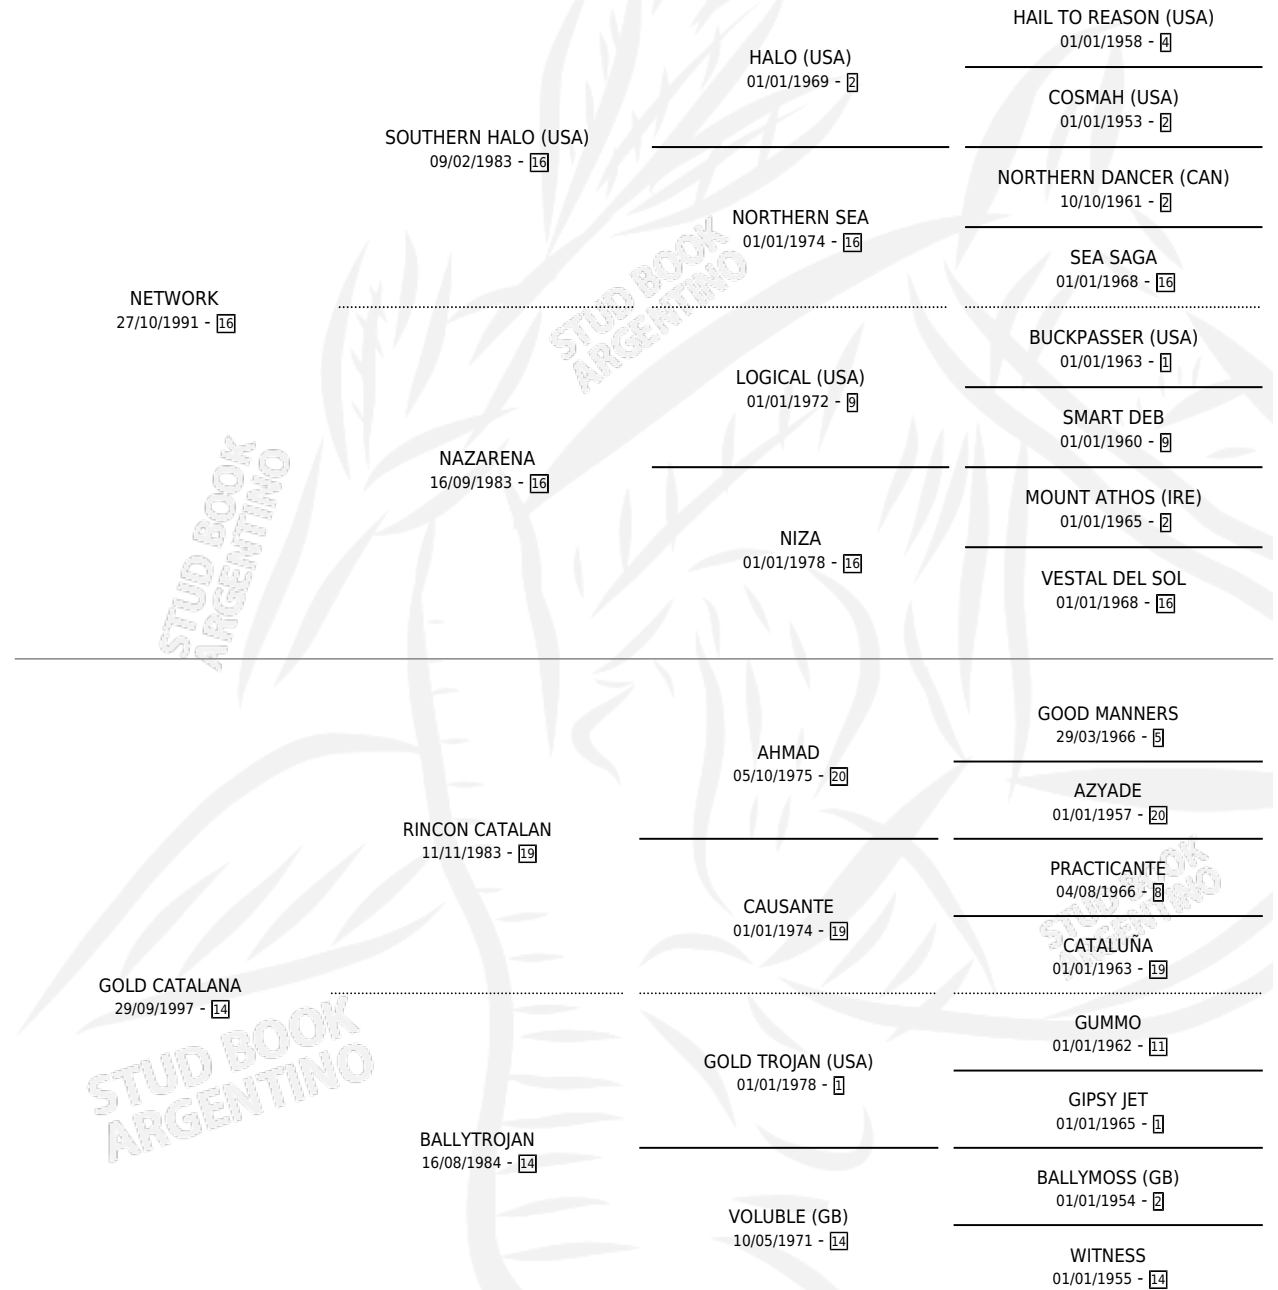 HAIL TO REASON (USA)
01/01/1958 - 4
HALO (USA)
01/01/1969 - 2
COSMAH (USA)
01/01/1953 - 2
SOUTHERN HALO (USA)
09/02/1983 - 16
NORTHERN DANCER (CAN)
10/10/1961 - 2
NORTHERN SEA
01/01/1974 - 16
SEA SAGA
01/01/1968 - 16
STUD BOOK
ARGENTINO
NETWORK
27/10/1991 - 16
BUCKPASSER (USA)
01/01/1963 - 1
LOGICAL (USA)
01/01/1972 - 9
SMART DEB
01/01/1960 - 9
NAZARENA
16/09/1983 - 16
MOUNT ATHOS (IRE)
01/01/1965 - 2
NIZA
01/01/1978 - 16
VESTAL DEL SOL
01/01/1968 - 16
STUD BOOK
ARGENTINO
GOOD MANNERS
29/03/1966 - 5
AHMAD
05/10/1975 - 20
AZYADE
01/01/1957 - 20
RINCON CATALAN
11/11/1983 - 19
PRACTICANTE
04/08/1966 - 8
CAUSANTE
01/01/1974 - 19
CATALUÑA
01/01/1963 - 19
STUD BOOK
ARGENTINO
GOLD CATALANA
29/09/1997 - 14
GUMMO
01/01/1962 - 11
GOLD TROJAN (USA)
01/01/1978 - 1
GIPSY JET
01/01/1965 - 1
STUD BOOK
ARGENTINO
BALLYTROJAN
16/08/1984 - 14
BALLYMOSS (GB)
01/01/1954 - 2
VOLUBLE (GB)
10/05/1971 - 14
WITNESS
01/01/1955 - 14